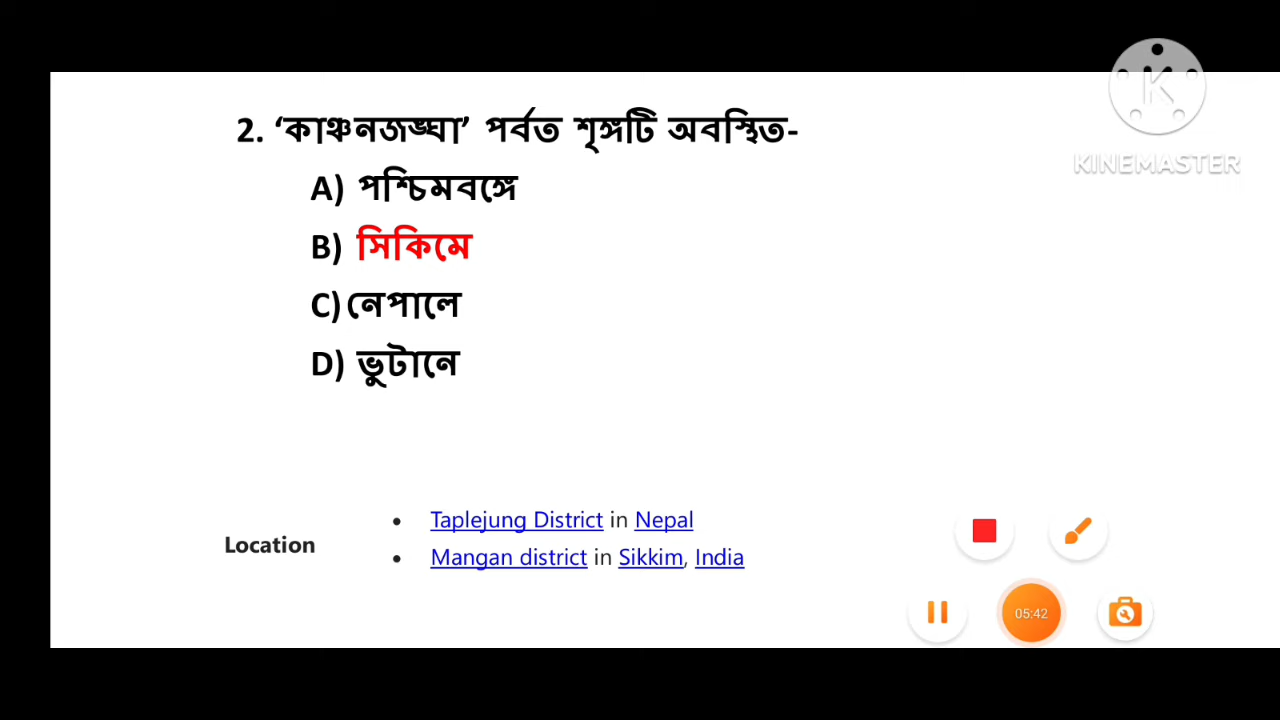 2. ‘কাঞ্চনজঙ্ঘা’ পর্বত শৃঙ্গটি অবস্থিত-
A) পশ্চিমবঙ্গে
B) সিকিমে
C) নেপালে
D) ভুটানে
Location
• Taplejung District in Nepal
• Mangan district in Sikkim, India
KINEMASTER
05:42